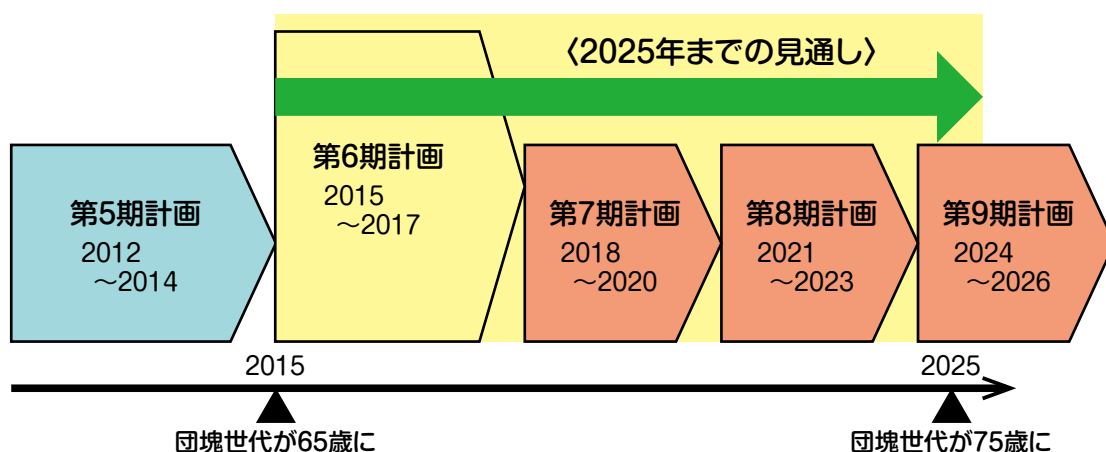 〈2025年までの見通し〉
第5期計画
2012
～2014
第6期計画
2015
～2017
第7期計画
2018
～2020
第8期計画
2021
～2023
第9期計画
2024
～2026
2015
2025
団塊世代が65歳に
団塊世代が75歳に